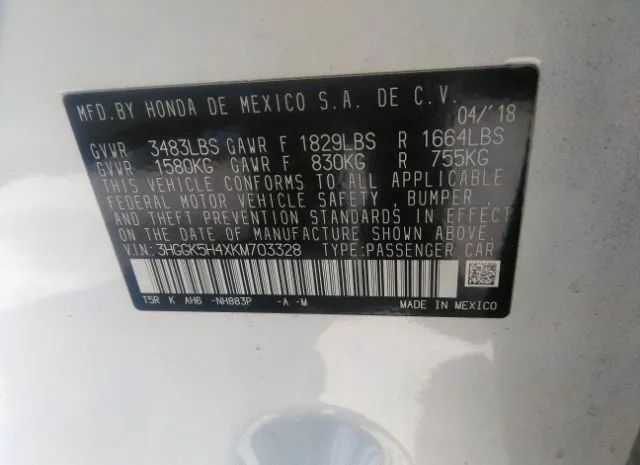 MFD.BY HONDA DE MEXICO S.A. DE C.V.
04/'18
GVWR 3483LBS GAWR F 1829LBS R 1664LBS
GVWR 1580KG GAWR F 830KG R 755KG
THIS VEHICLE CONFORMS TO ALL APPLICABLE
FEDERAL MOTOR VEHICLE SAFETY, BUMPER,
AND THEFT PREVENTION STANDARDS IN EFFECT
ON THE DATE OF MANUFACTURE SHOWN ABOVE.
V.I.N: 3HGGK5H4XKM703328 TYPE:PASSENGER CAR
T5R K AH6 -NH883P -A -M
MADE IN MEXICO